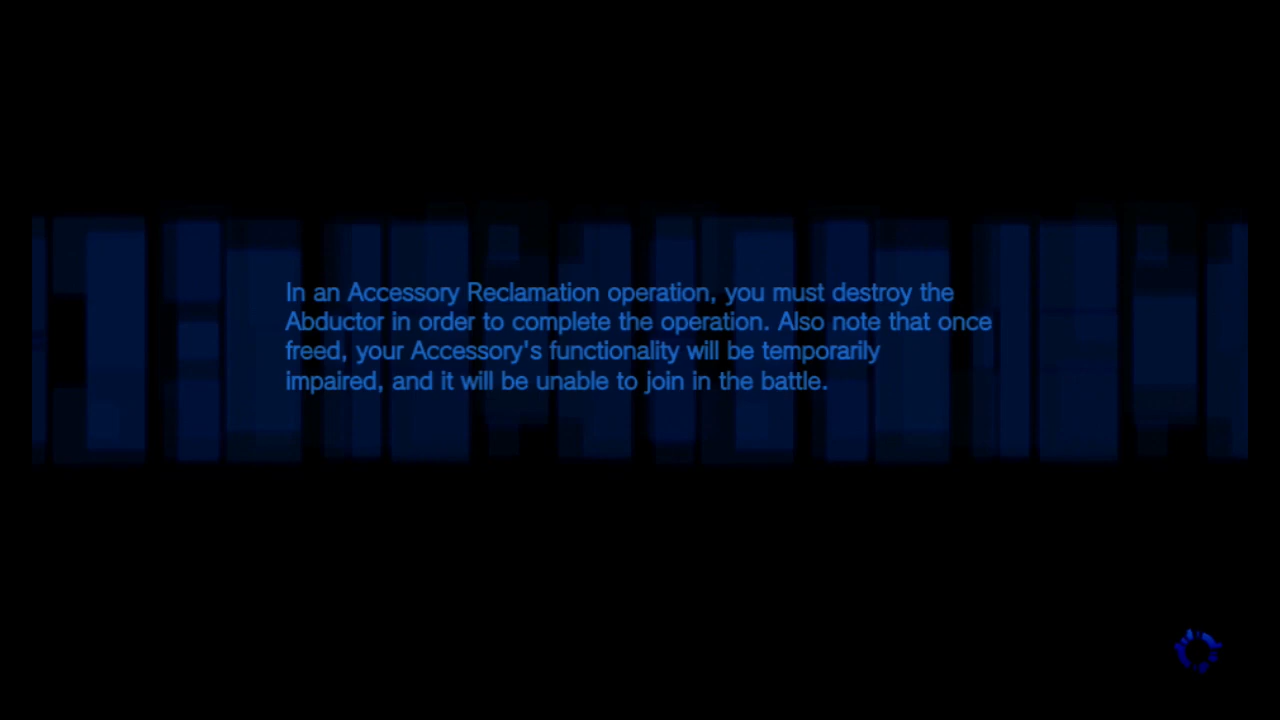 In an Accessory Reclamation operation, you must destroy the
Abductor in order to complete the operation. Also note that once
freed, your Accessory's functionality will be temporarily
impaired, and it will be unable to join in the battle.